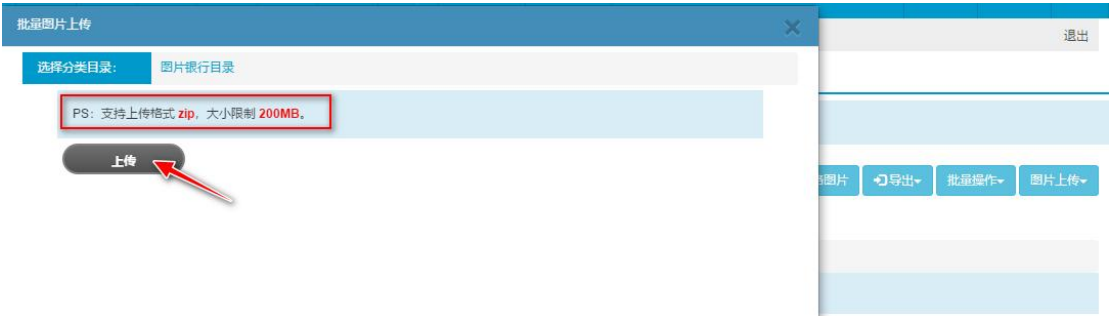 批量图片上传
退出
选择分类目录： 图片银行目录
PS：支持上传格式 zip，大小限制 200MB。
上传
图片 导出 批量操作 图片上传